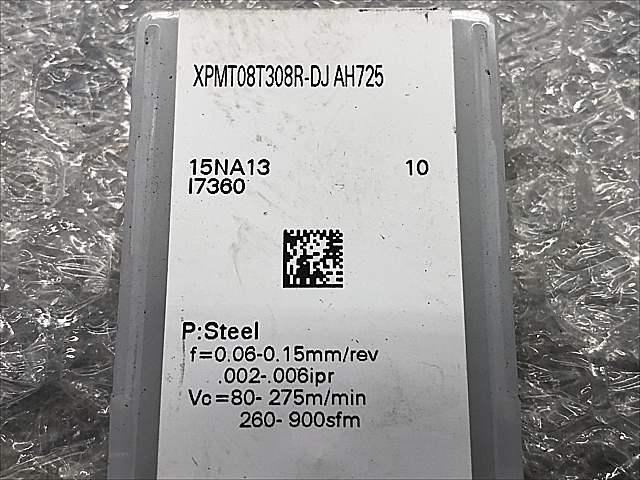 XPMT08T308R-DJ AH725
15NA13 10
I7360
P:Steel
f=0.06-0.15mm/rev
.002-.006ipr
Vc=80- 275m/min
260- 900sfm